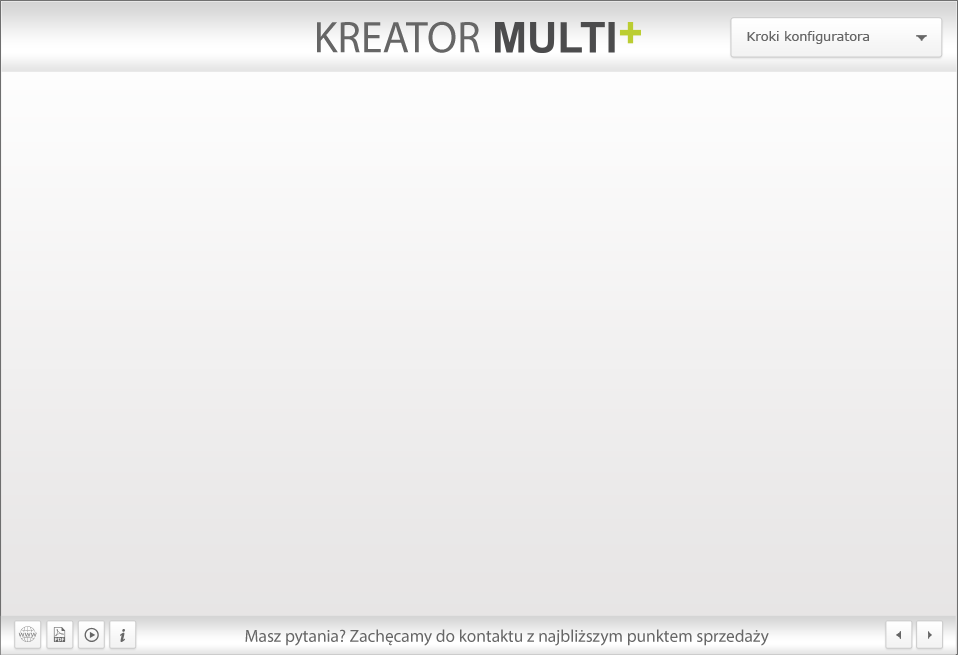 KREATOR MULTI+
Kroki konfiguratora
www
PDF
i
Masz pytania? Zachęcamy do kontaktu z najbliższym punktem sprzedaży